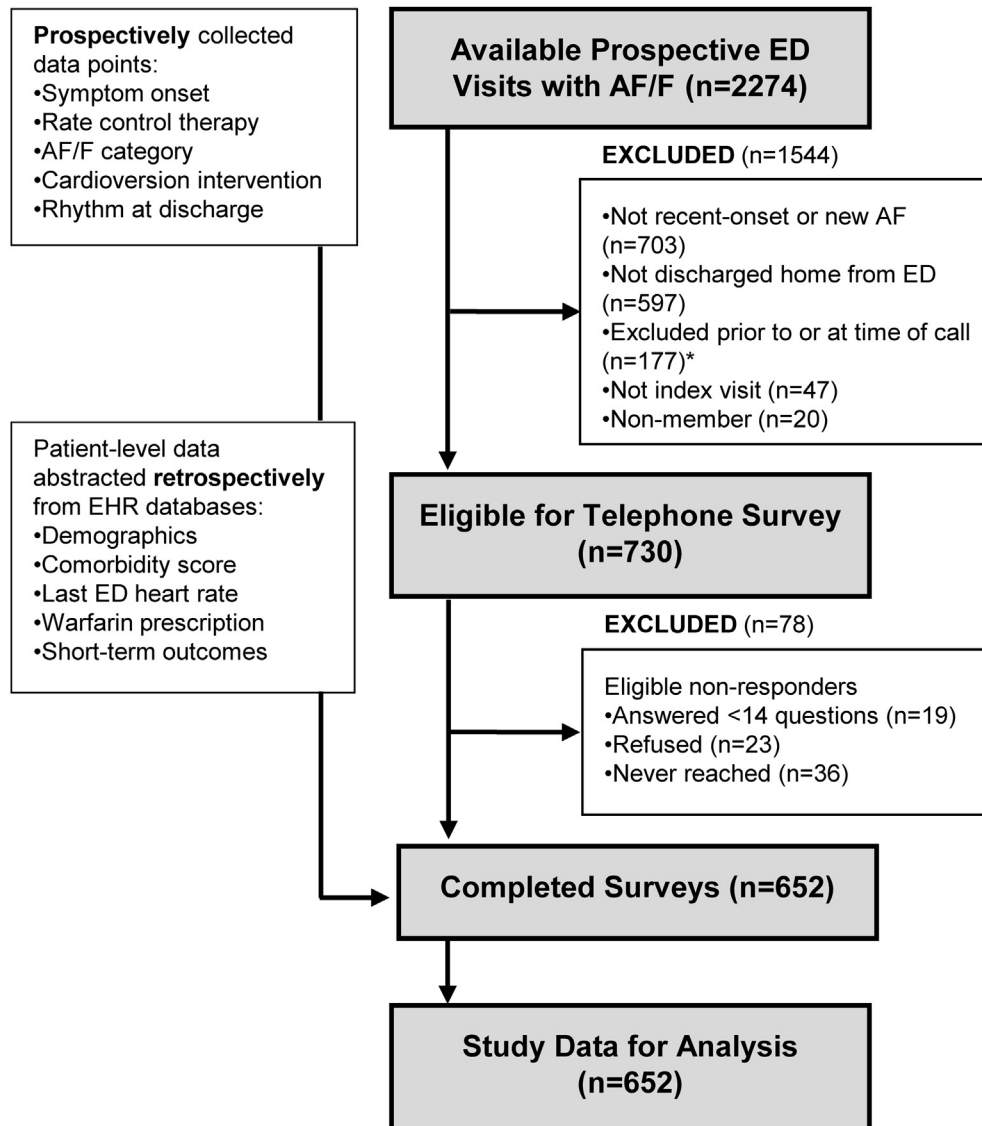 Prospectively collected
data points:
•Symptom onset
•Rate control therapy
•AF/F category
•Cardioversion intervention
•Rhythm at discharge
Available Prospective ED
Visits with AF/F (n=2274)
EXCLUDED (n=1544)
•Not recent-onset or new AF
(n=703)
•Not discharged home from ED
(n=597)
•Excluded prior to or at time of call
(n=177)*
•Not index visit (n=47)
•Non-member (n=20)
Patient-level data
abstracted retrospectively
from EHR databases:
•Demographics
•Comorbidity score
•Last ED heart rate
•Warfarin prescription
•Short-term outcomes
Eligible for Telephone Survey
(n=730)
EXCLUDED (n=78)
Eligible non-responders
•Answered <14 questions (n=19)
•Refused (n=23)
•Never reached (n=36)
Completed Surveys (n=652)
Study Data for Analysis
(n=652)